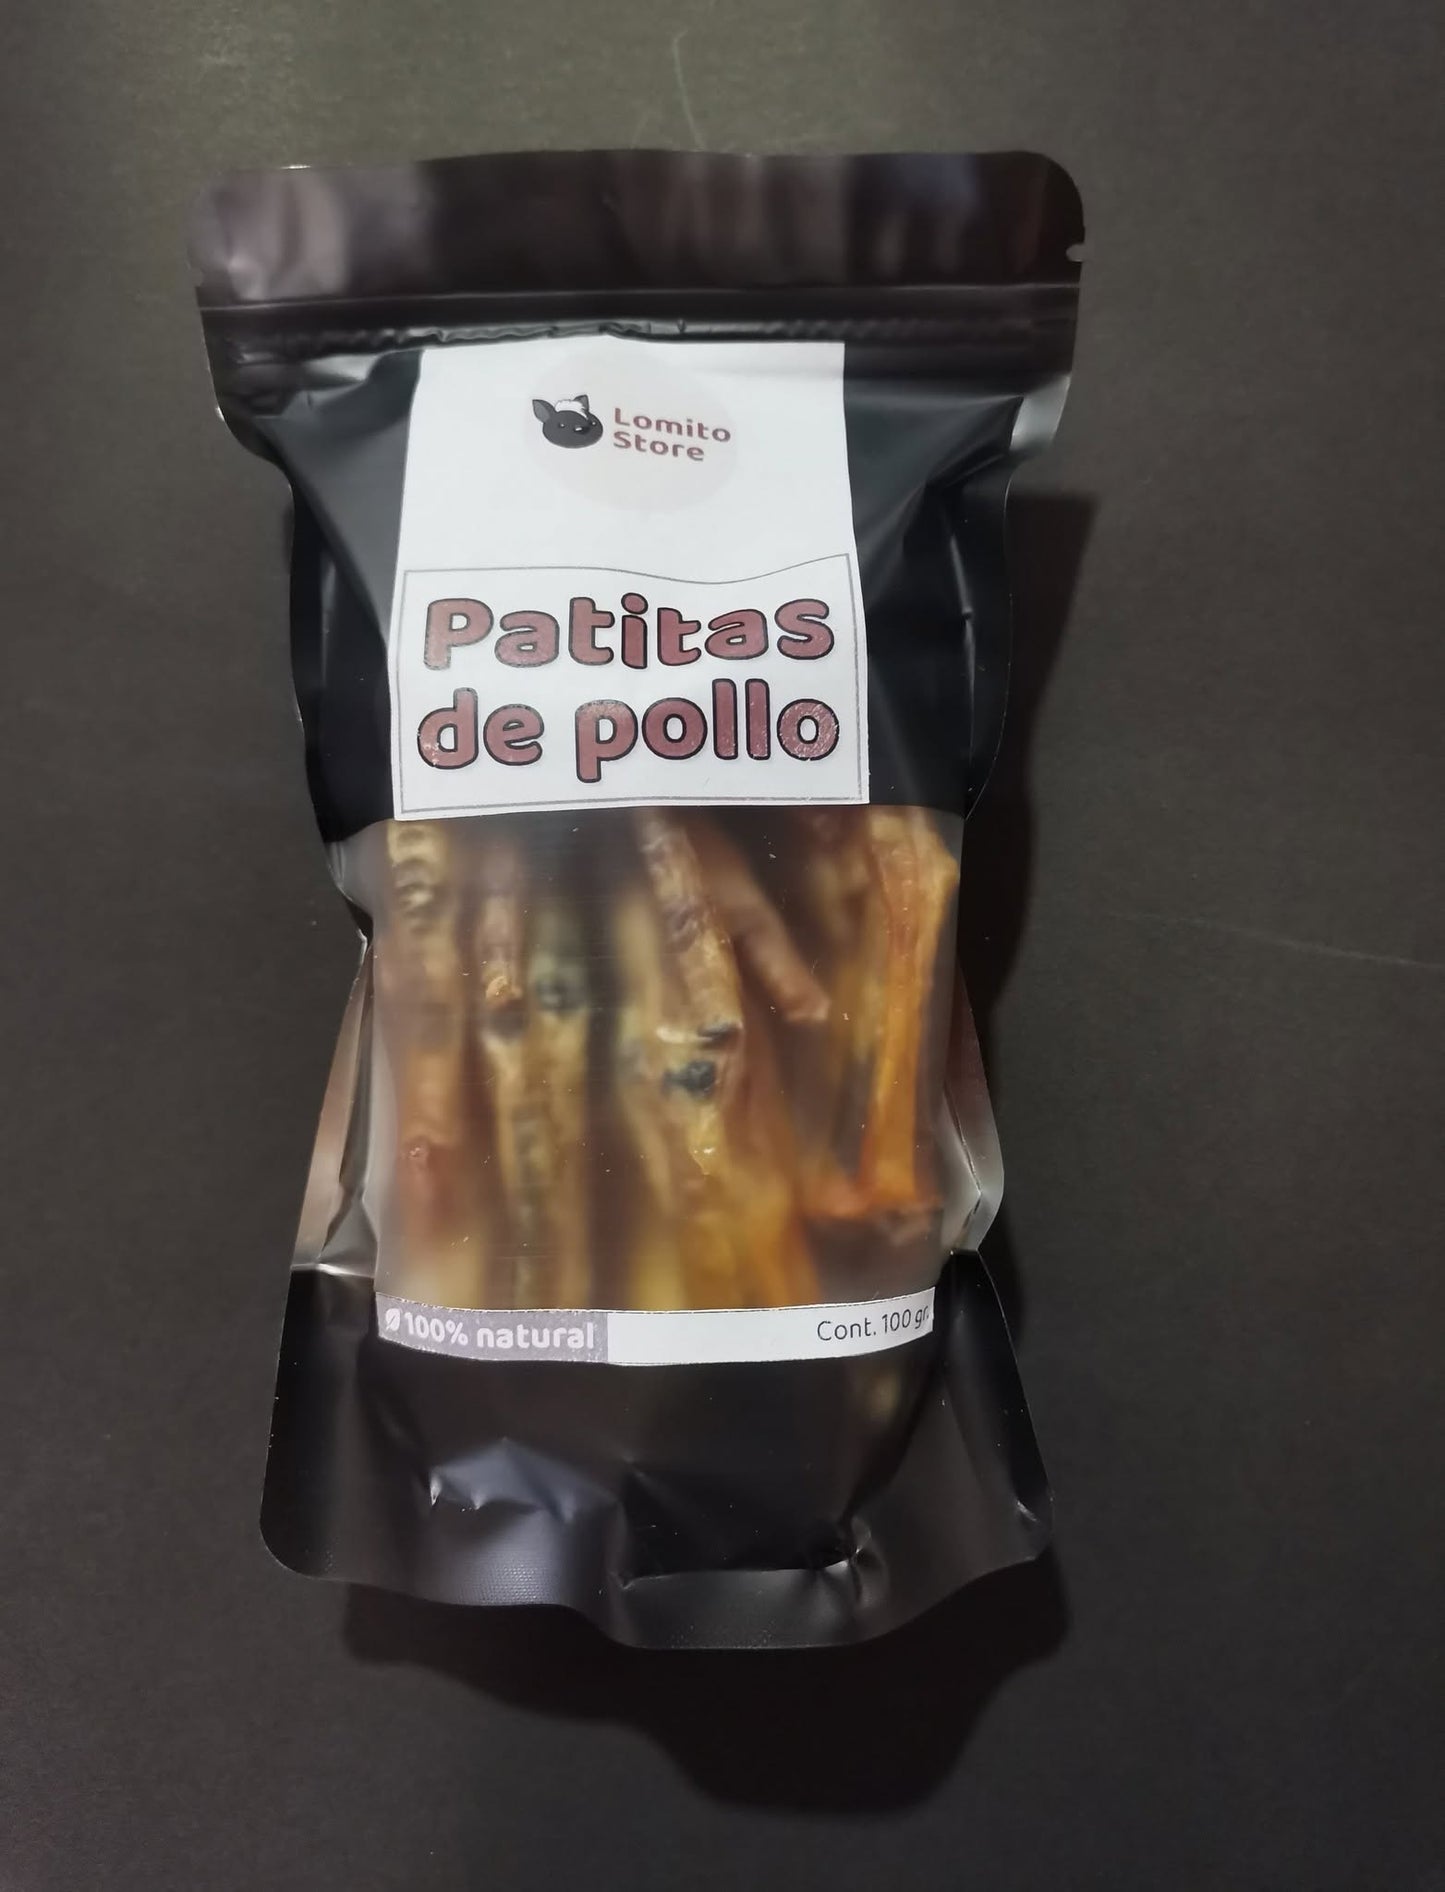 Lomito
Store
Patitas
de pollo
100% natural
Cont. 100 gr.